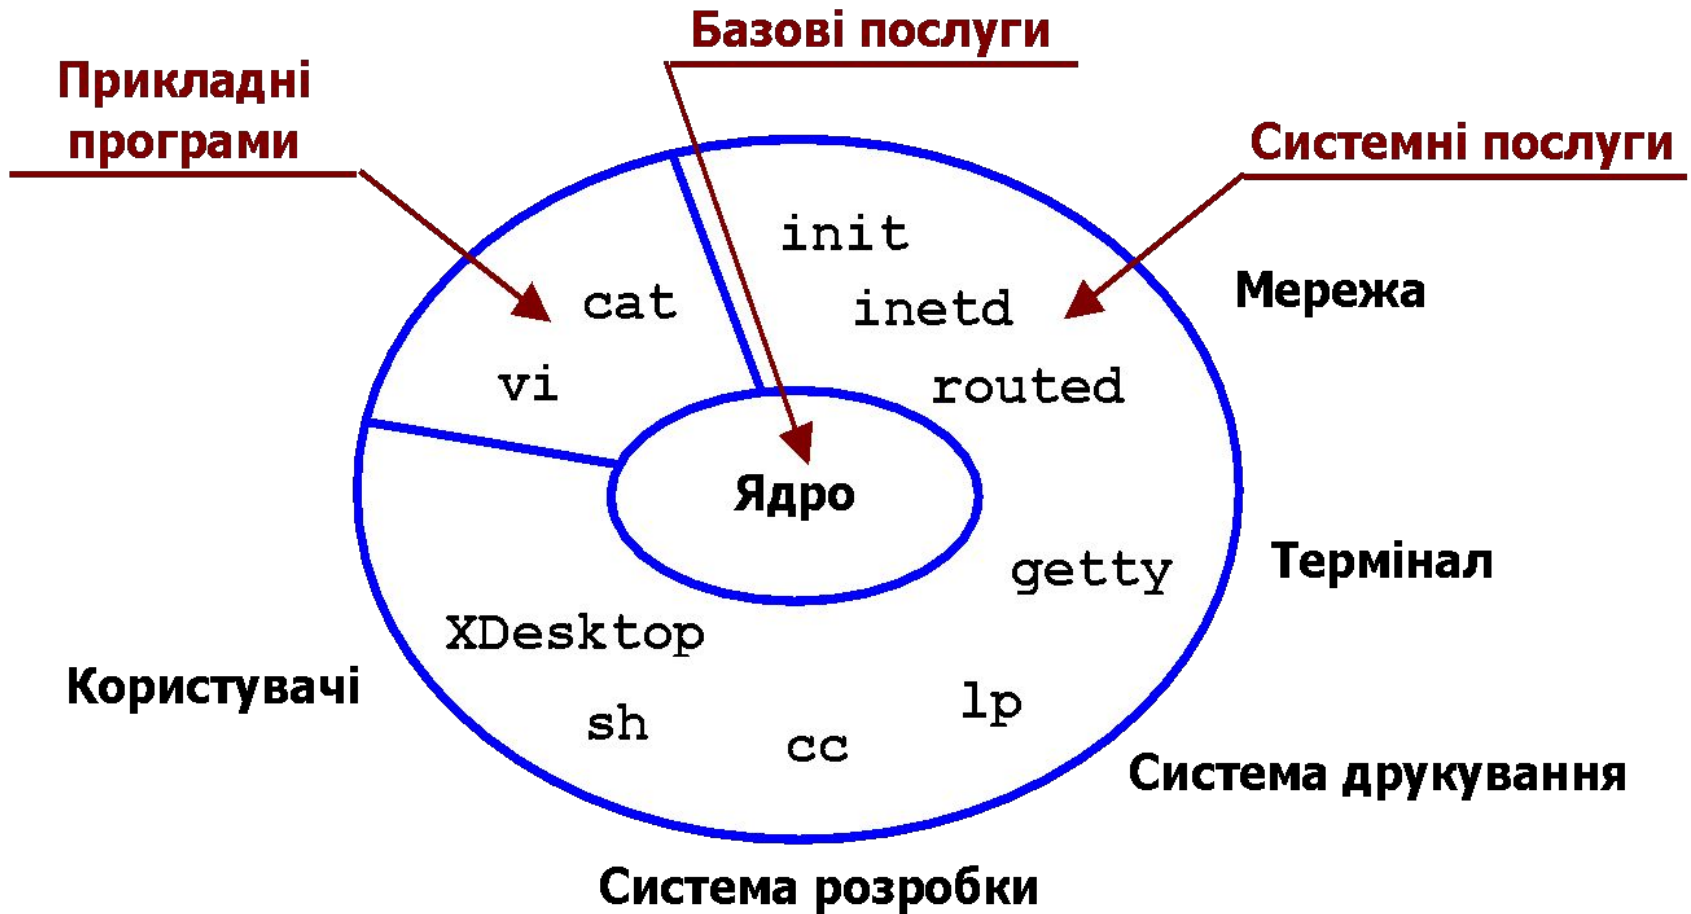 Базові послуги
Прикладні
програми
Системні послуги
init
cat
inetd
Мережа
vi
routed
Ядро
getty
Термінал
XDesktop
Користувачі
sh
cc
lp
Система друкування
Система розробки